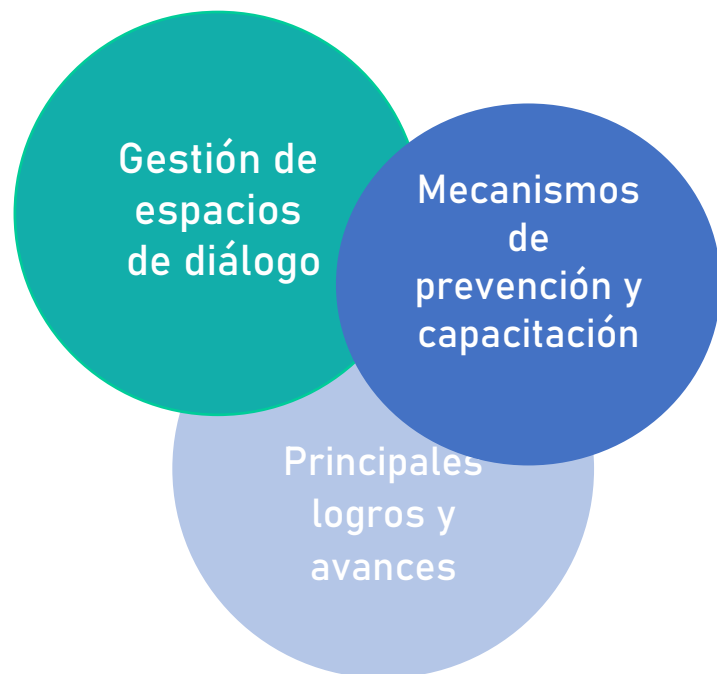 Gestión de
espacios
de diálogo
Mecanismos
de
prevención y
capacitación
Principales
logros y
avances